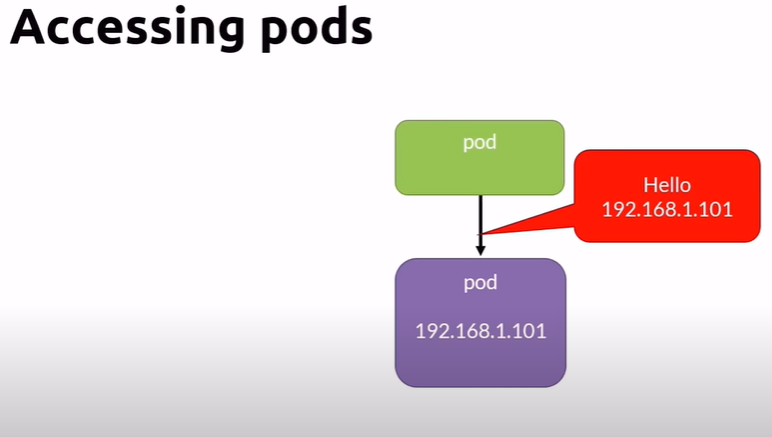 Accessing pods
pod
Hello
192.168.1.101
pod
192.168.1.101